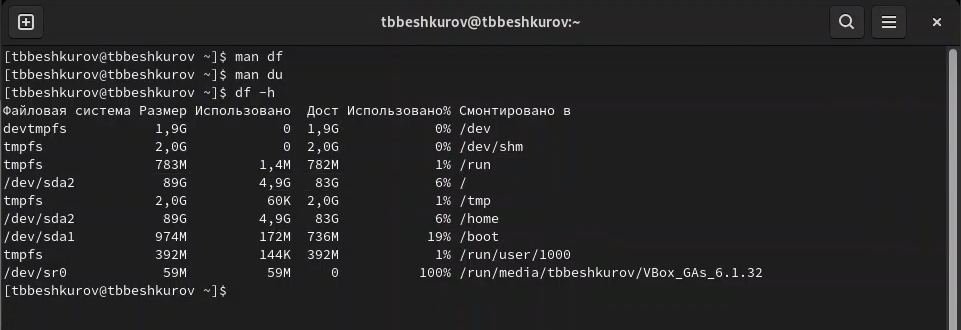 tbbeshkurov@tbbeshkurov:~
[tbbeshkurov@tbbeshkurov ~]$ man df
[tbbeshkurov@tbbeshkurov ~]$ man du
[tbbeshkurov@tbbeshkurov ~]$ df -h
Файловая система Размер Использовано  Дост Использовано% Смонтировано в
devtmpfs           1,9G            0  1,9G            0% /dev
tmpfs              2,0G            0  2,0G            0% /dev/shm
tmpfs              783M         1,4M  782M            1% /run
/dev/sda2           89G         4,9G   83G            6% /
tmpfs              2,0G          60K  2,0G            1% /tmp
/dev/sda2           89G         4,9G   83G            6% /home
/dev/sda1          974M         172M  736M           19% /boot
tmpfs              392M         144K  392M            1% /run/user/1000
/dev/sr0            59M          59M     0          100% /run/media/tbbeshkurov/VBox_GAs_6.1.32
[tbbeshkurov@tbbeshkurov ~]$